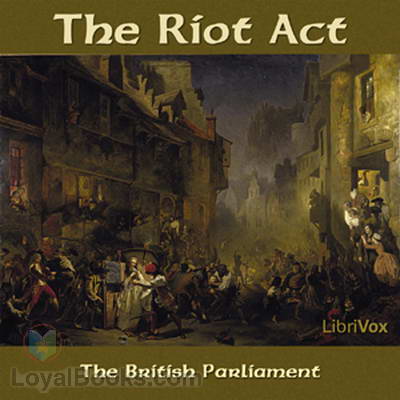 The Riot Act
LibriVox
The British Parliament
LoyalBooks.com